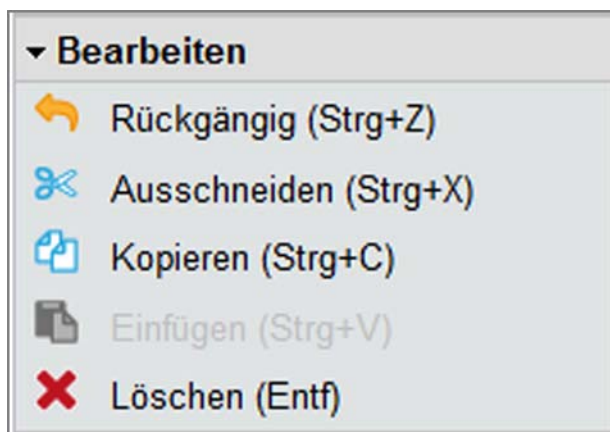 Bearbeiten
Rückgängig (Strg+Z)
Ausschneiden (Strg+X)
Kopieren (Strg+C)
Einfügen (Strg+V)
Löschen (Entf)